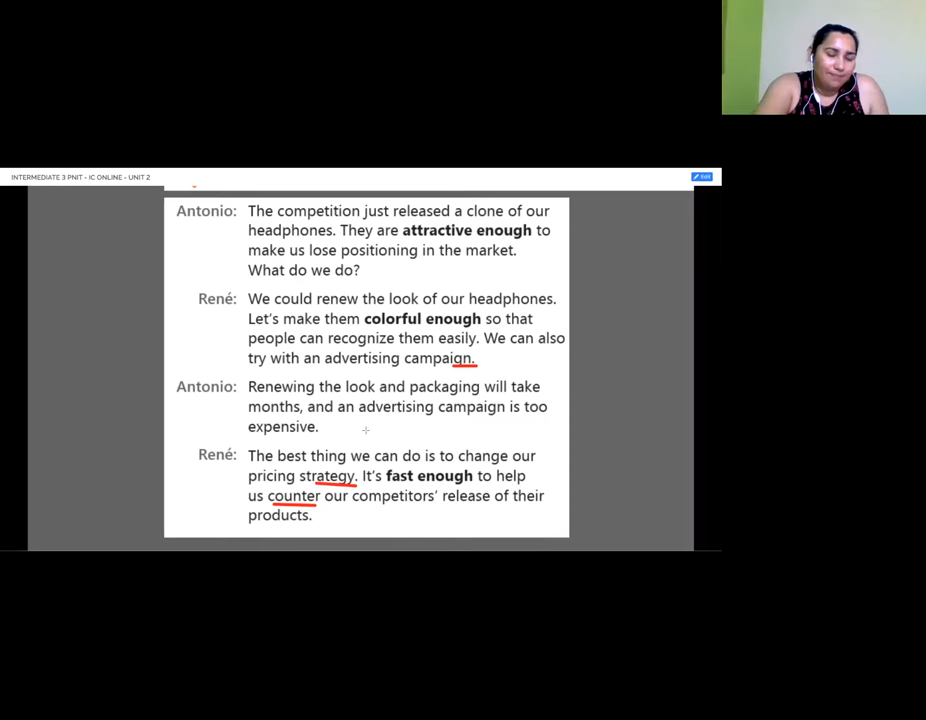 INTERMEDIATE 3 PNIT - IC ONLINE - UNIT 2
Edit
Antonio: The competition just released a clone of our
headphones. They are attractive enough to
make us lose positioning in the market.
What do we do?
René: We could renew the look of our headphones.
Let's make them colorful enough so that
people can recognize them easily. We can also
try with an advertising campaign.
Antonio: Renewing the look and packaging will take
months, and an advertising campaign is too
expensive.
René: The best thing we can do is to change our
pricing strategy. It's fast enough to help
us counter our competitors' release of their
products.